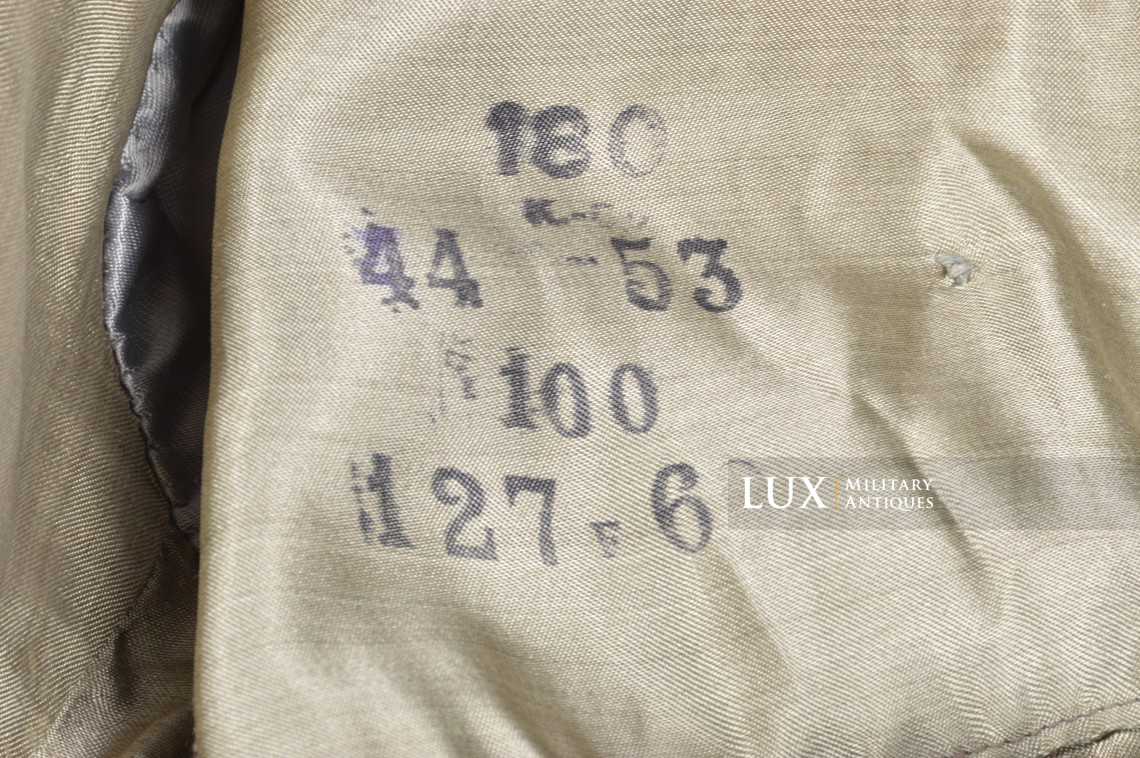 180
44 53
100
127 6
LUX MILITARY
ANTIQUES